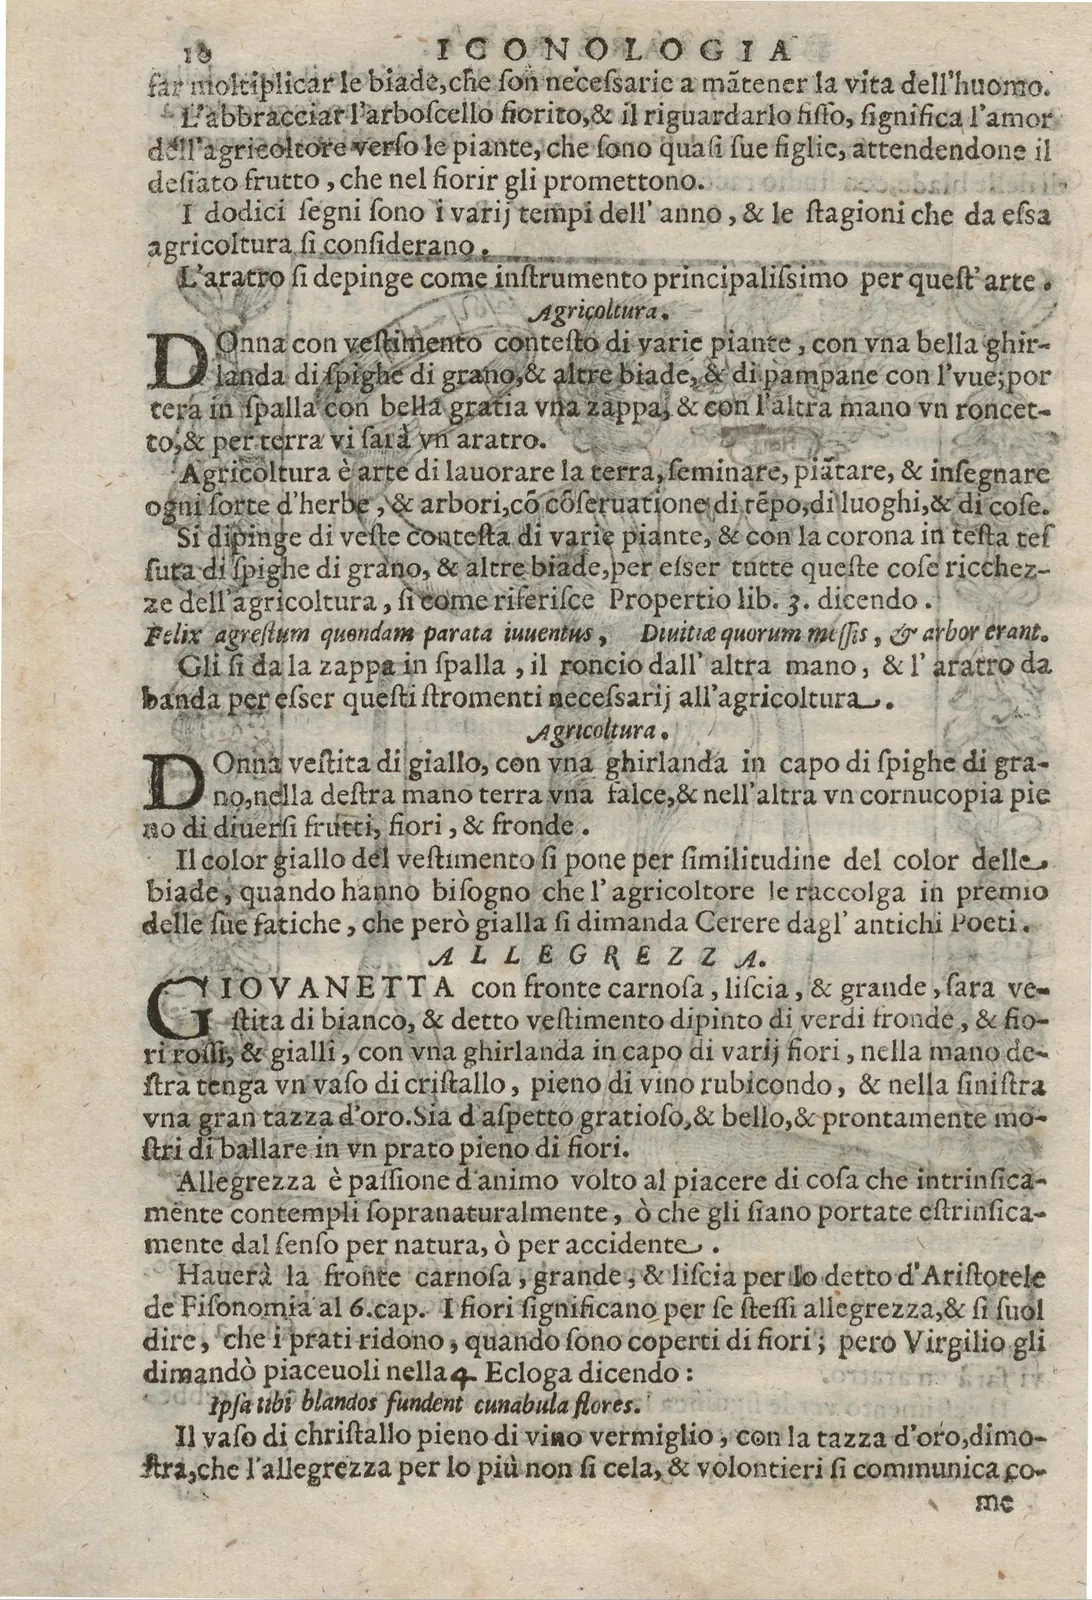 10 ICONOLOGIA
far moltiplicar le biade, che ſon neceſſarie a mãtener la vita dell'huomo.
L'abbracciar l'arboſcello fiorito,& il riguardarlo fiſſo, ſignifica l'amor
dell'agricoltore verſo le piante, che ſono quaſi ſue figlie, attendendone il
deſiato frutto, che nel fiorir gli promettono.
I dodici ſegni ſono i varij tempi dell' anno, & le ſtagioni che da eſsa
agricoltura ſi conſiderano.
L'aratro ſi depinge come inſtrumento principaliſsimo per queſt'arte.
Agricoltura.
DOnna con veſtimento conteſto di varie piante, con vna bella ghir-
landa di ſpighe di grano,& altre biade, & di pampane con l'vue;por
terà in ſpalla con bella gratia vna zappa, & con l'altra mano vn roncet-
to,& per terra vi ſarà vn aratro.
Agricoltura è arte di lauorare la terra, ſeminare, piãtare, & inſegnare
ogni ſorte d'herbe, & arbori,cõ cõſeruatione di tẽpo,di luoghi,& di coſe.
Si dipinge di veſte conteſta di varie piante, & con la corona in teſta teſ
ſuta di ſpighe di grano, & altre biade,per eſser tutte queſte coſe ricchez-
ze dell'agricoltura, ſi come riferiſce Propertio lib. 3. dicendo.
Felix agreſtum quondam parata iuuentus, Diuitiæ quorum meſſis, & arbor erant.
Gli ſi da la zappa in ſpalla, il roncio dall' altra mano, & l' aratro da
banda per eſser queſti ſtromenti neceſsarij all'agricoltura.
Agricoltura.
DOnna veſtita di giallo, con vna ghirlanda in capo di ſpighe di gra-
no,nella deſtra mano terra vna falce,& nell'altra vn cornucopia pie
no di diuerſi frutti, fiori, & fronde.
Il color giallo del veſtimento ſi pone per ſimilitudine del color delle
biade, quando hanno biſogno che l' agricoltore le raccolga in premio
delle ſue fatiche, che però gialla ſi dimanda Cerere dagl' antichi Poeti.
ALLEGREZZA.
GIOVANETTA con fronte carnoſa, liſcia, & grande, ſara ve-
ſtita di bianco, & detto veſtimento dipinto di verdi fronde, & fio-
ri roſſi, & gialli, con vna ghirlanda in capo di varij fiori, nella mano de-
ſtra tenga vn vaſo di criſtallo, pieno di vino rubicondo, & nella ſiniſtra
vna gran tazza d'oro.Sia d'aſpetto gratioſo,& bello,& prontamente mo-
ſtri di ballare in vn prato pieno di fiori.
Allegrezza è paſſione d'animo volto al piacere di coſa che intrinſica-
mente contempli ſopranaturalmente, ò che gli ſiano portate eſtrinſica-
mente dal ſenſo per natura, ò per accidente.
Hauerà la fronte carnoſa, grande, & liſcia per lo detto d'Ariſtotele
de Fiſonomia al 6.cap. I fiori ſignificano per ſe ſteſſi allegrezza,& ſi ſuol
dire, che i prati ridono, quando ſono coperti di fiori; pero Virgilio gli
dimandò piaceuoli nella 4. Ecloga dicendo:
Ipſa tibi blandos fundent cunabula flores.
Il vaſo di chriſtallo pieno di vino vermiglio, con la tazza d'oro,dimo-
ſtra,che l'allegrezza per lo più non ſi cela, & volontieri ſi communica,co-
me